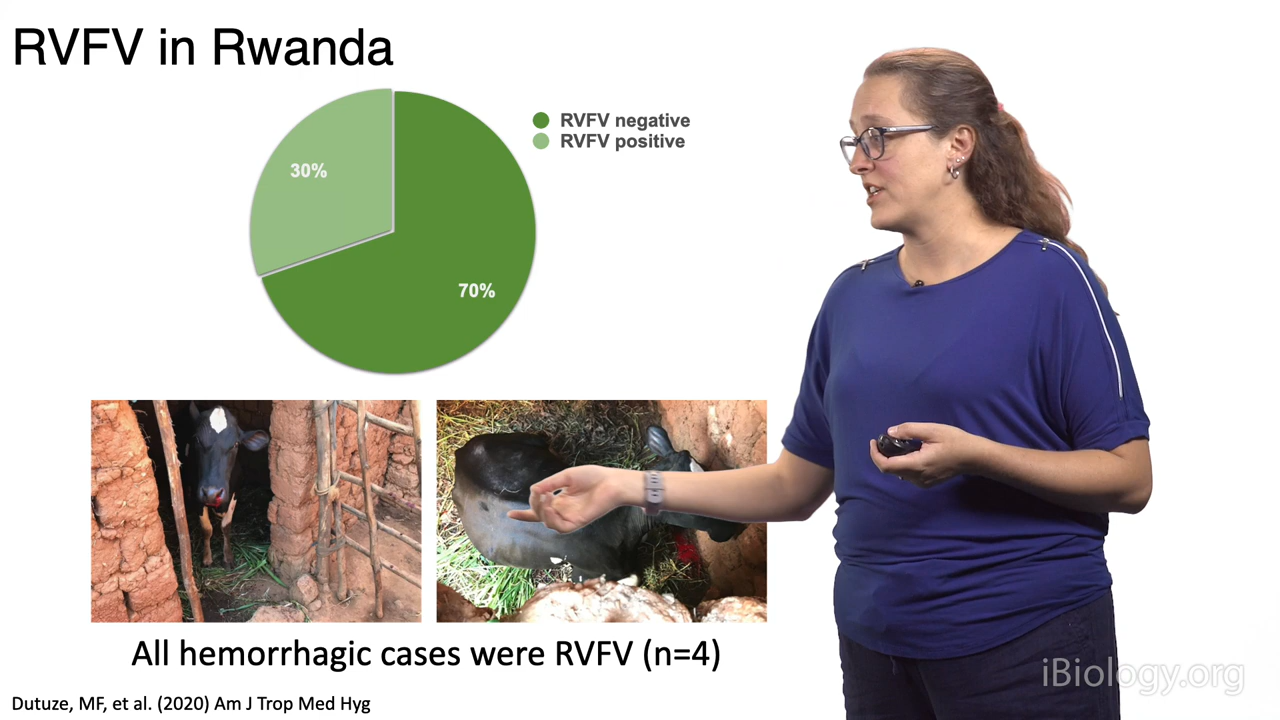 RVFV in Rwanda
RVFV negative
RVFV positive
30%
70%
All hemorrhagic cases were RVFV (n=4)
Dutuze, MF, et al. (2020) Am J Trop Med Hyg
iBiology.org